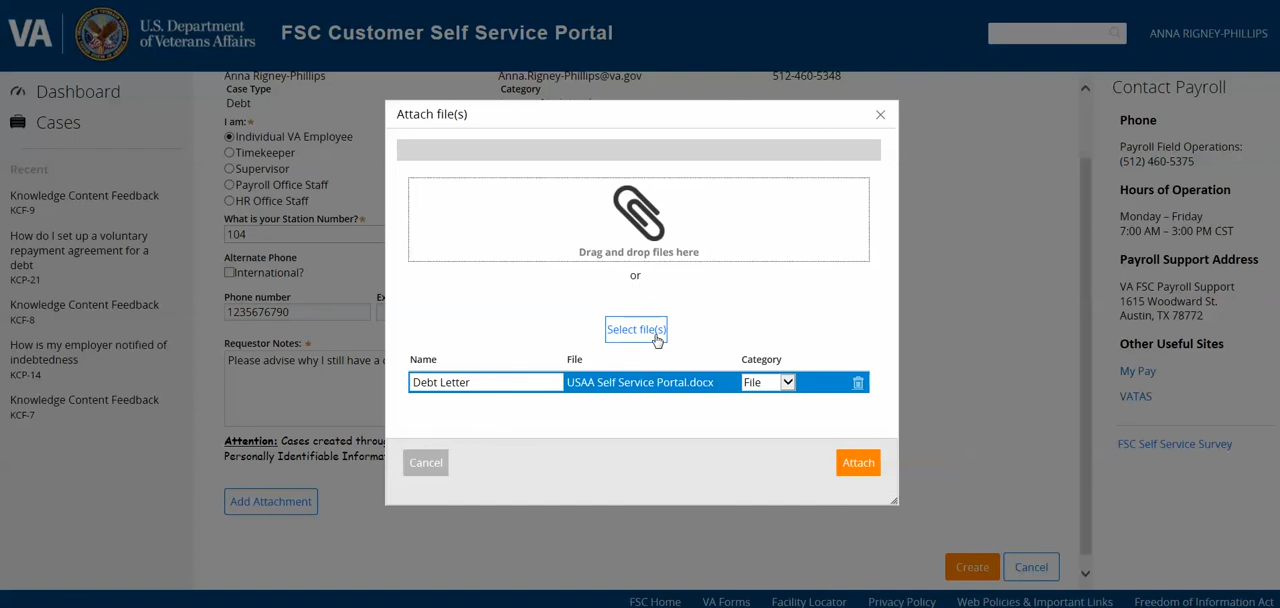 VA
U.S. Department
of Veterans Affairs
FSC Customer Self Service Portal
ANNA RIGNEY-PHILLIPS
Dashboard
Cases
Recent
Knowledge Content Feedback
KCF-9
How do I set up a voluntary
repayment agreement for a
debt
KCP-21
Knowledge Content Feedback
KCF-8
How is my employer notified of
indebtedness
KCP-14
Knowledge Content Feedback
KCF-7
Anna Rigney-Phillips
Anna.Rigney-Phillips@va.gov
512-460-5348
Case Type
Category
Debt
I am:*
Individual VA Employee
Timekeeper
Supervisor
Payroll Office Staff
HR Office Staff
What is your Station Number?*
104
Alternate Phone
International?
Phone number
1235676790
Requestor Notes:*
Please advise why I still have a
Attention: Cases created
Personally Identifiable
Add Attachment
Attach file(s)
Drag and drop files here
or
Select file(s)
Name File Category
Debt Letter USAA Self Service Portal.docx File
Cancel
Attach
Create
Cancel
Contact Payroll
Phone
Payroll Field Operations:
(512) 460-5375
Hours of Operation
Monday – Friday
7:00 AM – 3:00 PM CST
Payroll Support Address
VA FSC Payroll Support
1615 Woodward St.
Austin, TX 78772
Other Useful Sites
My Pay
VATAS
FSC Self Service Survey
FSC Home VA Forms Facility Locator Privacy Policy Web Policies & Important Links Freedom of Information Act